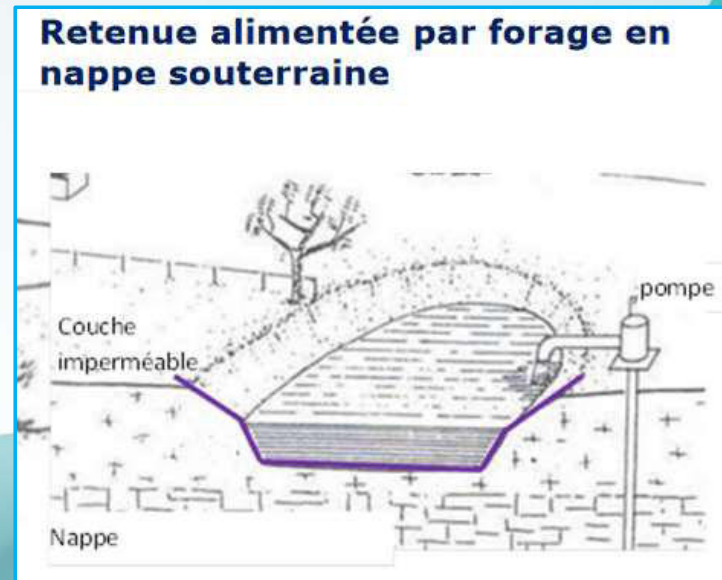 Retenue alimentée par forage en
nappe souterraine
pompe
Couche
imperméable
Nappe